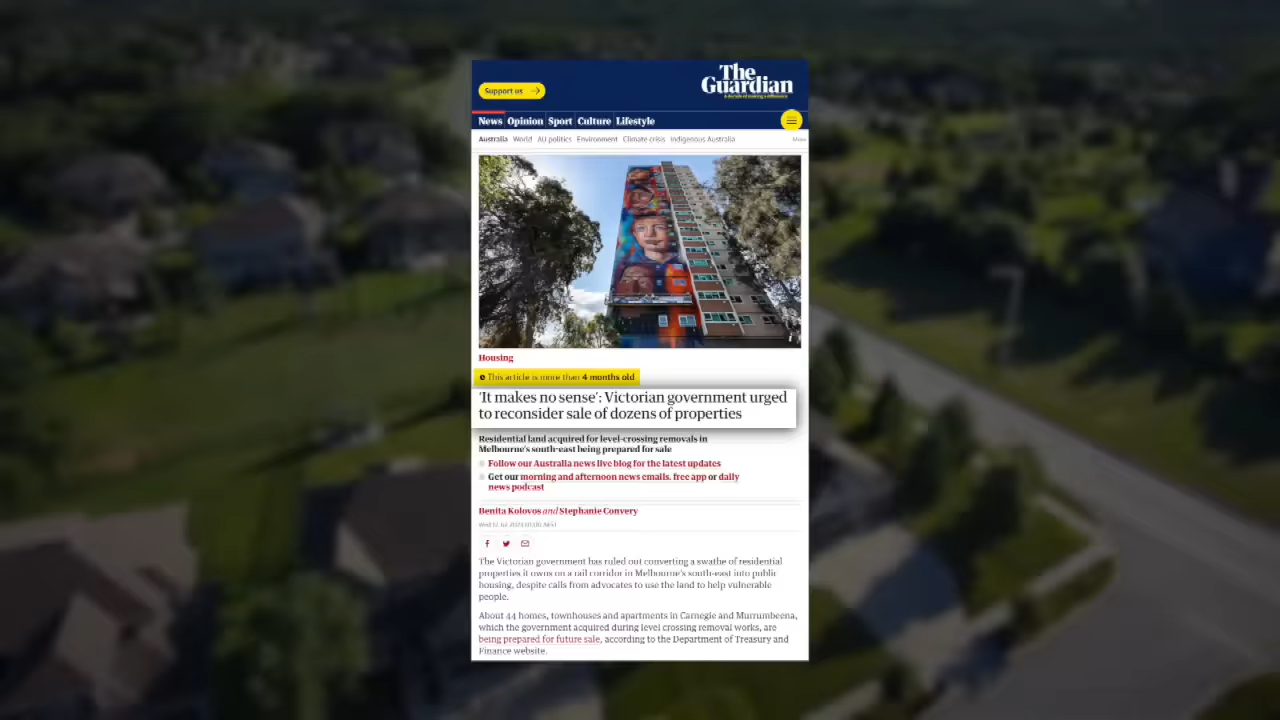 Support us
The
Guardian
News Opinion Sport Culture Lifestyle
Australia World AU politics Environment Climate crisis Indigenous Australia
Housing
This article is more than 4 months old
'It makes no sense': Victorian government urged
to reconsider sale of dozens of properties
Residential land acquired for level-crossing removals in
Melbourne's south-east being prepared for sale
Follow our Australia news live blog for the latest updates
Get our morning and afternoon news emails, free app or daily
news podcast
Benita Kolovos and Stephanie Convery
The Victorian government has ruled out converting a swathe of residential
properties it owns on a rail corridor in Melbourne's south-east into public
housing, despite calls from advocates to use the land to help vulnerable
people.
About 44 homes, townhouses and apartments in Carnegie and Murrumbeena,
which the government acquired during level crossing removal works, are
being prepared for future sale, according to the Department of Treasury and
Finance website.